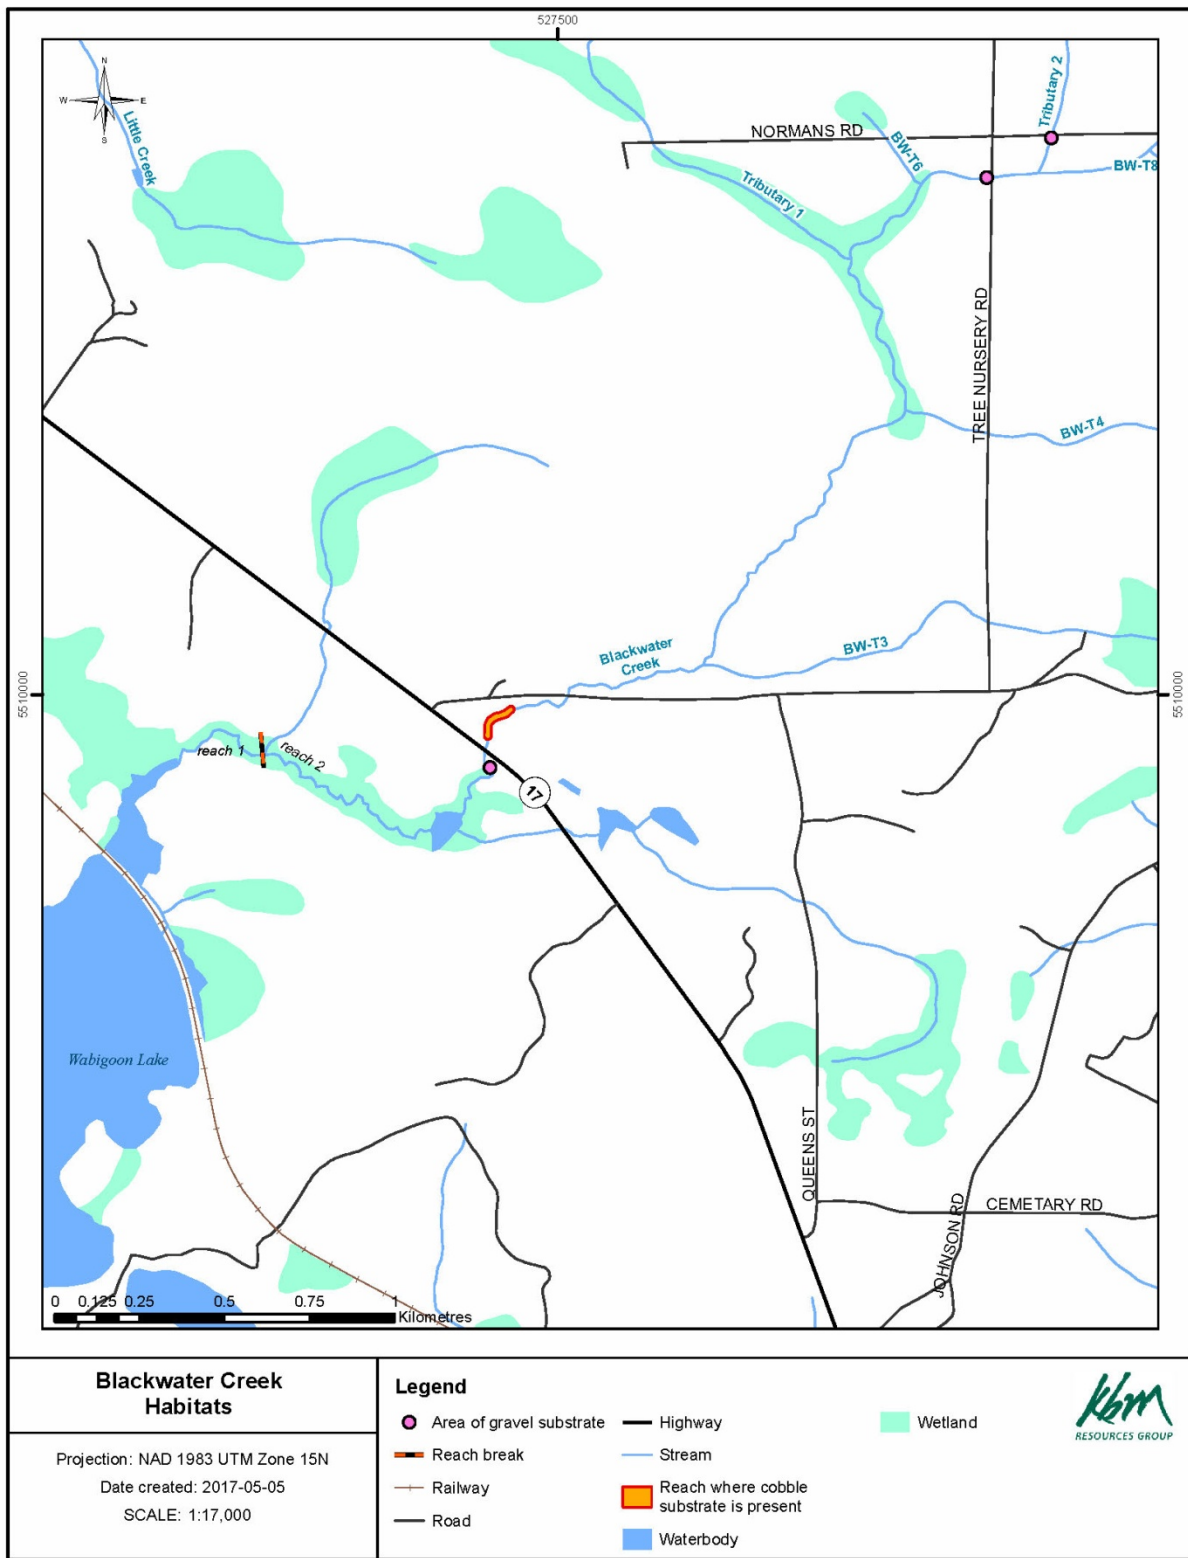 527500
N
W E
S
Little Creek
NORMANS RD
Tributary 2
BW-T6
BW-T8
Tributary 1
TREE NURSERY RD
BW-T4
Blackwater
Creek
BW-T3
5510000
5510000
reach 1
reach 2
17
Wabigoon Lake
QUEENS ST
CEMETARY RD
JOHNSON RD
0 0.125 0.25 0.5 0.75 1
Kilometres
Blackwater Creek
Habitats
Projection: NAD 1983 UTM Zone 15N
Date created: 2017-05-05
SCALE: 1:17,000
Legend
Area of gravel substrate
Reach break
Railway
Road
Highway
Stream
Reach where cobble
substrate is present
Waterbody
Wetland
kbm
RESOURCES GROUP